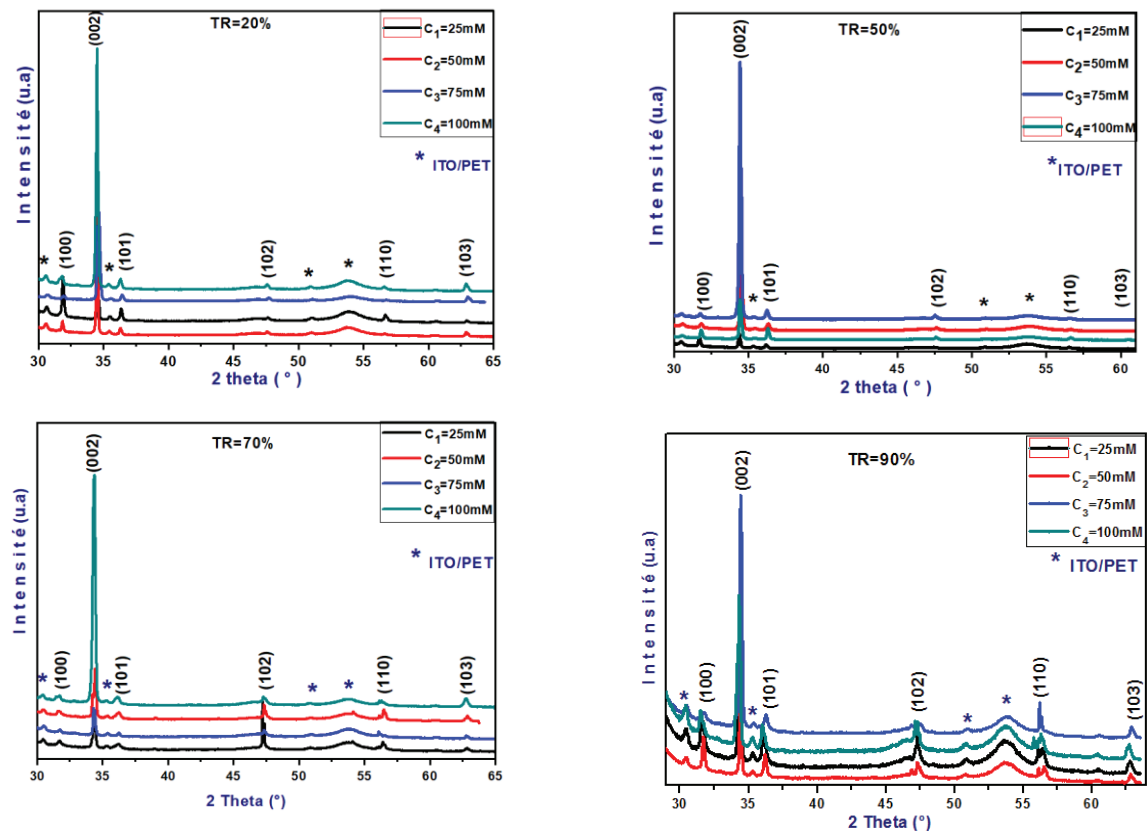 TR=20%
(002)
C1=25mM
C2=50mM
C3=75mM
C4=100mM
* ITO/PET
Intensité(u.a)
* (100) * (101) (102) * * (110) (103)
30 35 40 45 50 55 60 65
2 theta ( ° )
TR=50%
(002)
C1=25mM
C2=50mM
C3=75mM
C4=100mM
*ITO/PET
Intensité(u.a)
(100) * (101) (102) * * (110) (103)
30 35 40 45 50 55 60
2 theta ( ° )
TR=70%
(002)
C1=25mM
C2=50mM
C3=75mM
C4=100mM
* ITO/PET
Intensité(u.a)
* (100) * (101) (102) * * (110) (103)
30 35 40 45 50 55 60 65
2 Theta (°)
TR=90%
(002)
C1=25mM
C2=50mM
C3=75mM
C4=100mM
* ITO/PET
Intensité(u.a)
* (100) * (101) (102) * * (110) (103)
30 35 40 45 50 55 60
2 Theta (°)